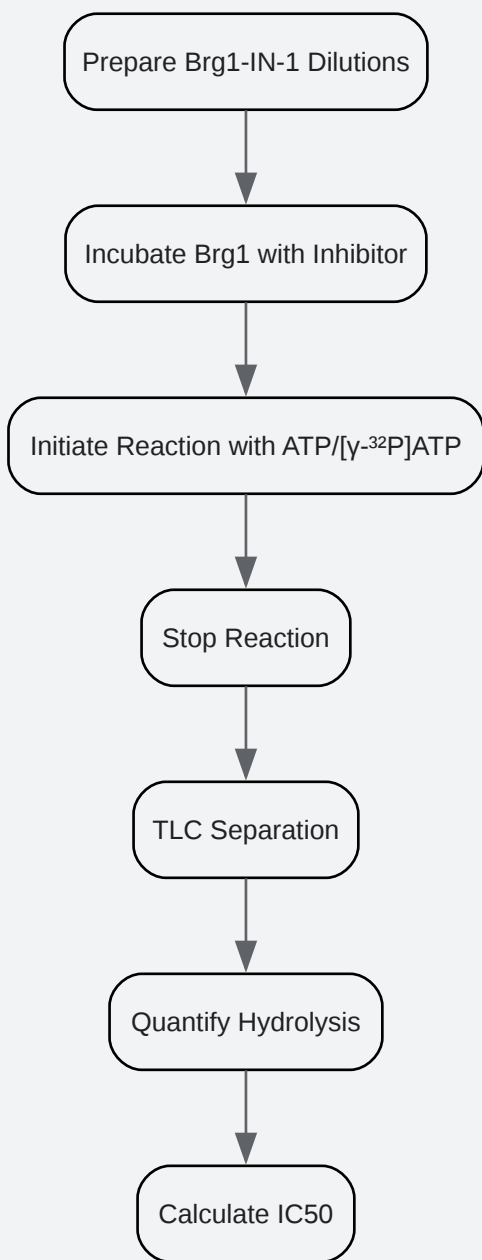 Prepare Brg1-IN-1 Dilutions
Incubate Brg1 with Inhibitor
Initiate Reaction with ATP/[γ-³²P]ATP
Stop Reaction
TLC Separation
Quantify Hydrolysis
Calculate IC50